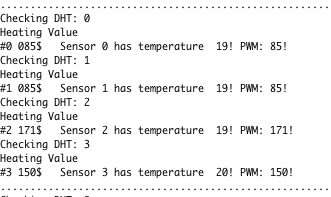 ..........................................................
Checking DHT: 0
Heating Value
#0 085$   Sensor 0 has temperature  19! PWM: 85!
Checking DHT: 1
Heating Value
#1 085$   Sensor 1 has temperature  19! PWM: 85!
Checking DHT: 2
Heating Value
#2 171$   Sensor 2 has temperature  19! PWM: 171!
Checking DHT: 3
Heating Value
#3 150$   Sensor 3 has temperature  20! PWM: 150!
..........................................................